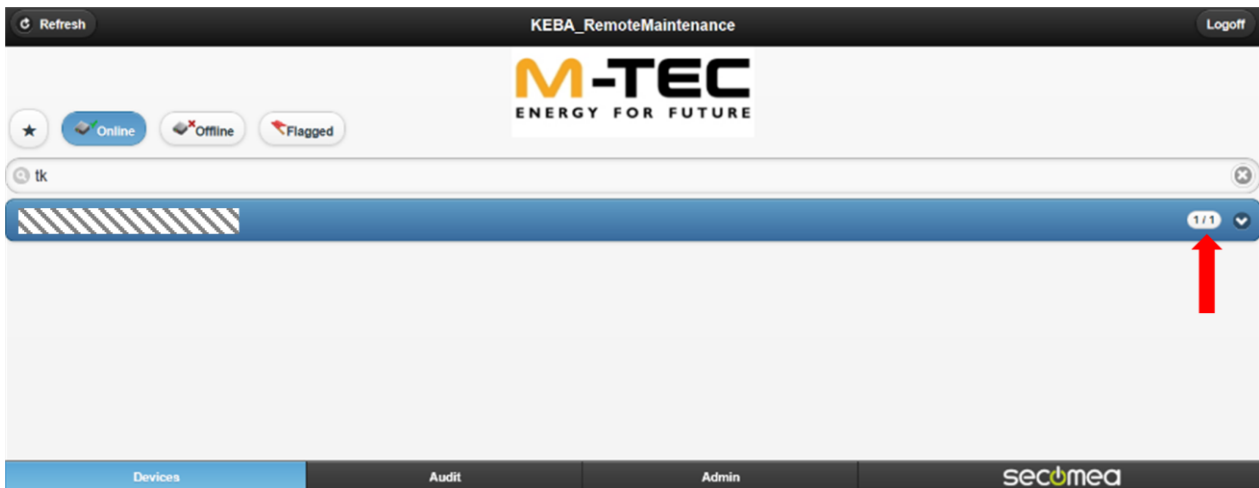 Refresh
KEBA_RemoteMaintenance
Logoff
M-TEC
ENERGY FOR FUTURE
Online
Offline
Flagged
tk
1 / 1
Devices
Audit
Admin
secomea